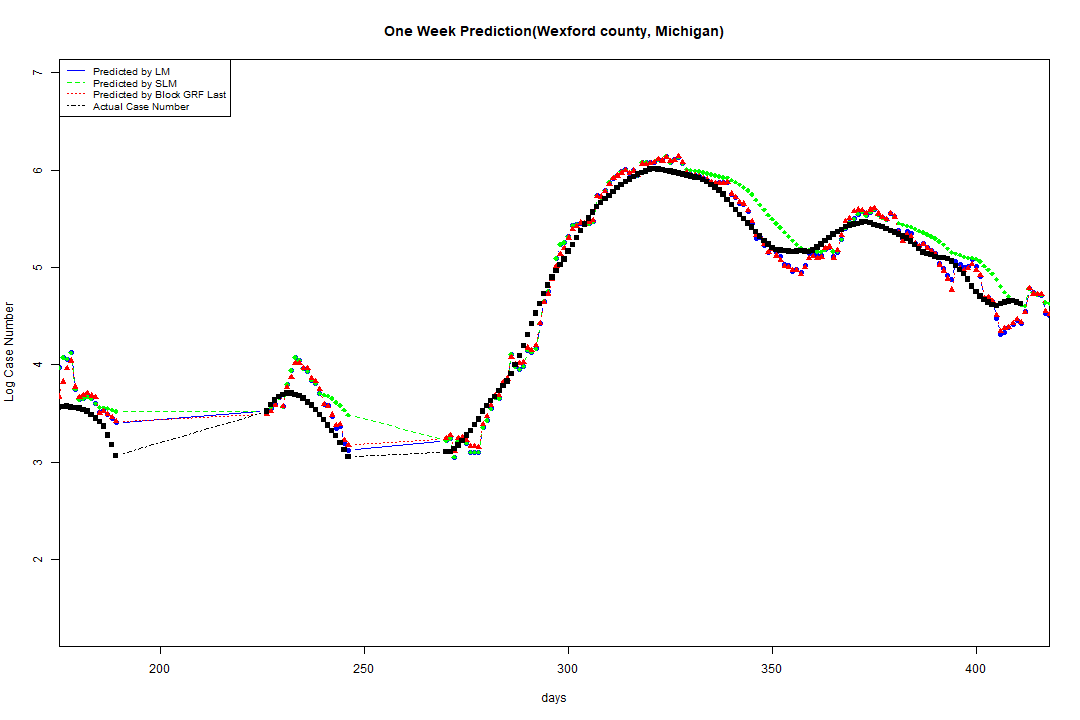 One Week Prediction(Wexford county, Michigan)
Predicted by LM
Predicted by SLM
Predicted by Block GRF Last
Actual Case Number
7
6
5
4
3
2
Log Case Number
200
250
300
350
400
days